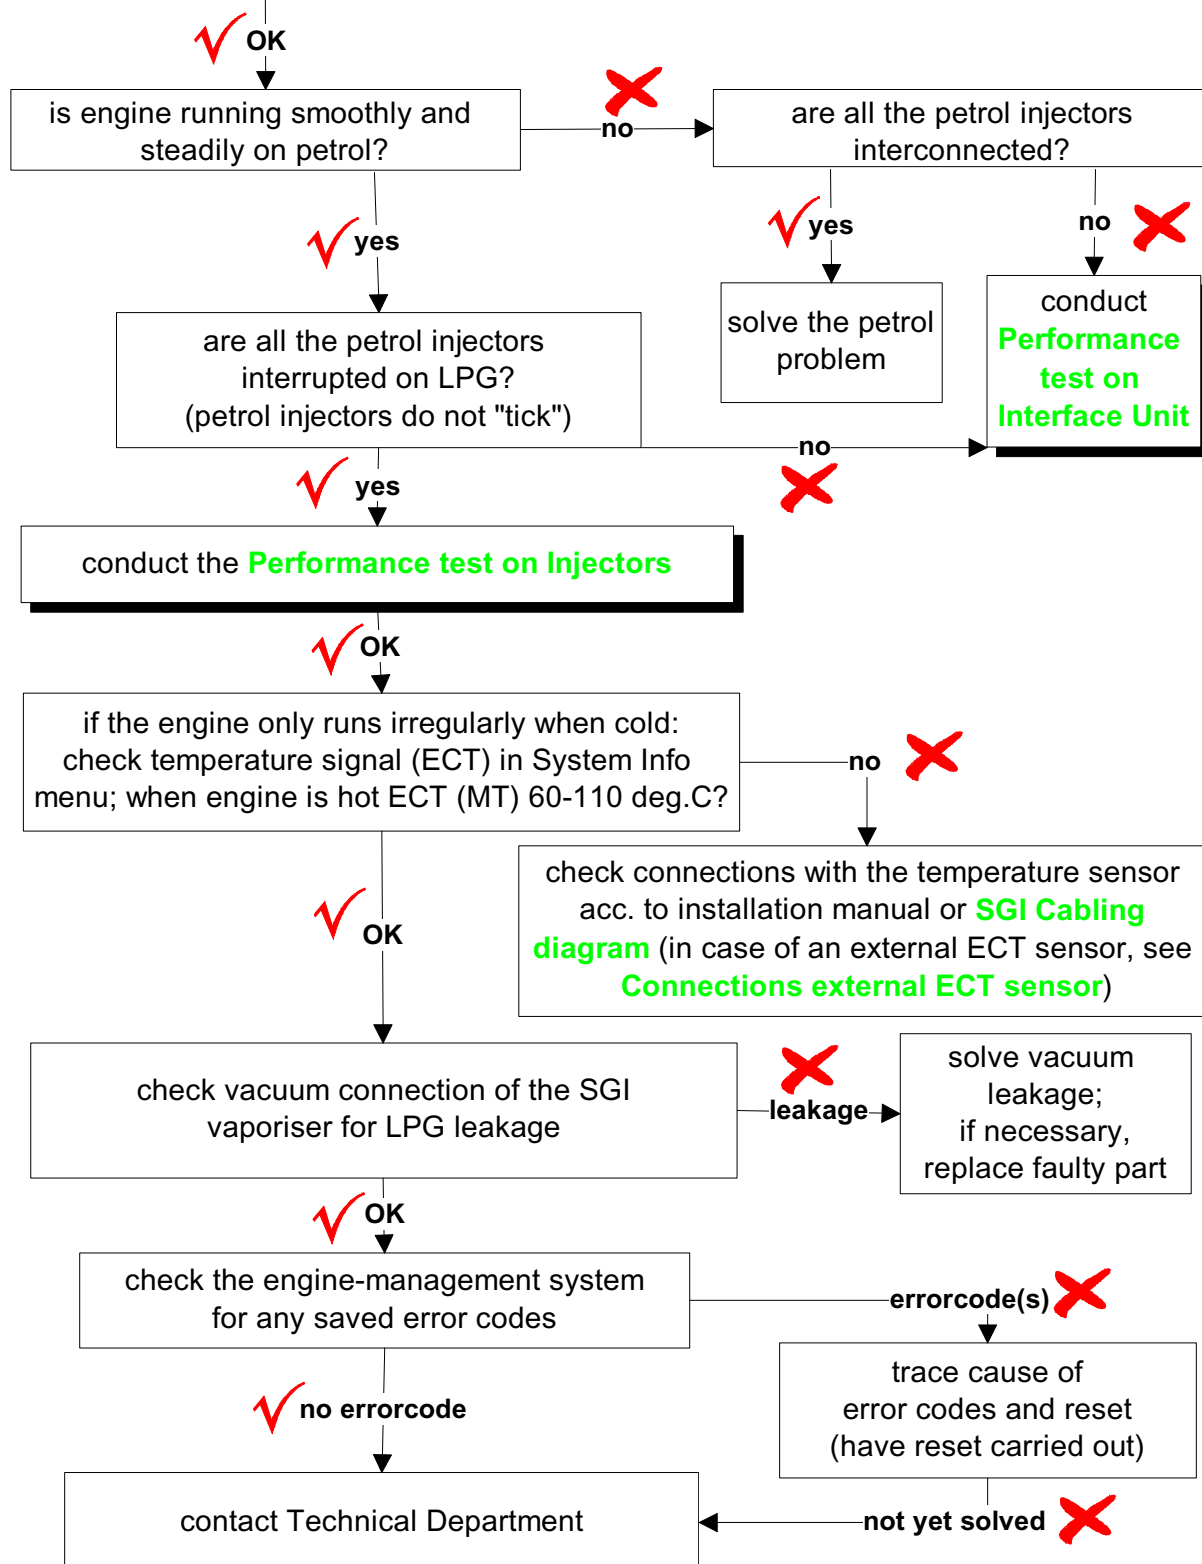 OK
is engine running smoothly and
steadily on petrol?
no
are all the petrol injectors
interconnected?
yes
yes
no
are all the petrol injectors
interrupted on LPG?
(petrol injectors do not "tick")
solve the petrol
problem
conduct
Performance
test on
Interface Unit
no
yes
conduct the Performance test on Injectors
OK
if the engine only runs irregularly when cold:
check temperature signal (ECT) in System Info
menu; when engine is hot ECT (MT) 60-110 deg.C?
no
check connections with the temperature sensor
acc. to installation manual or SGI Cabling
diagram (in case of an external ECT sensor, see
Connections external ECT sensor)
OK
check vacuum connection of the SGI
vaporiser for LPG leakage
leakage
solve vacuum
leakage;
if necessary,
replace faulty part
OK
check the engine-management system
for any saved error codes
errorcode(s)
trace cause of
error codes and reset
(have reset carried out)
no errorcode
not yet solved
contact Technical Department